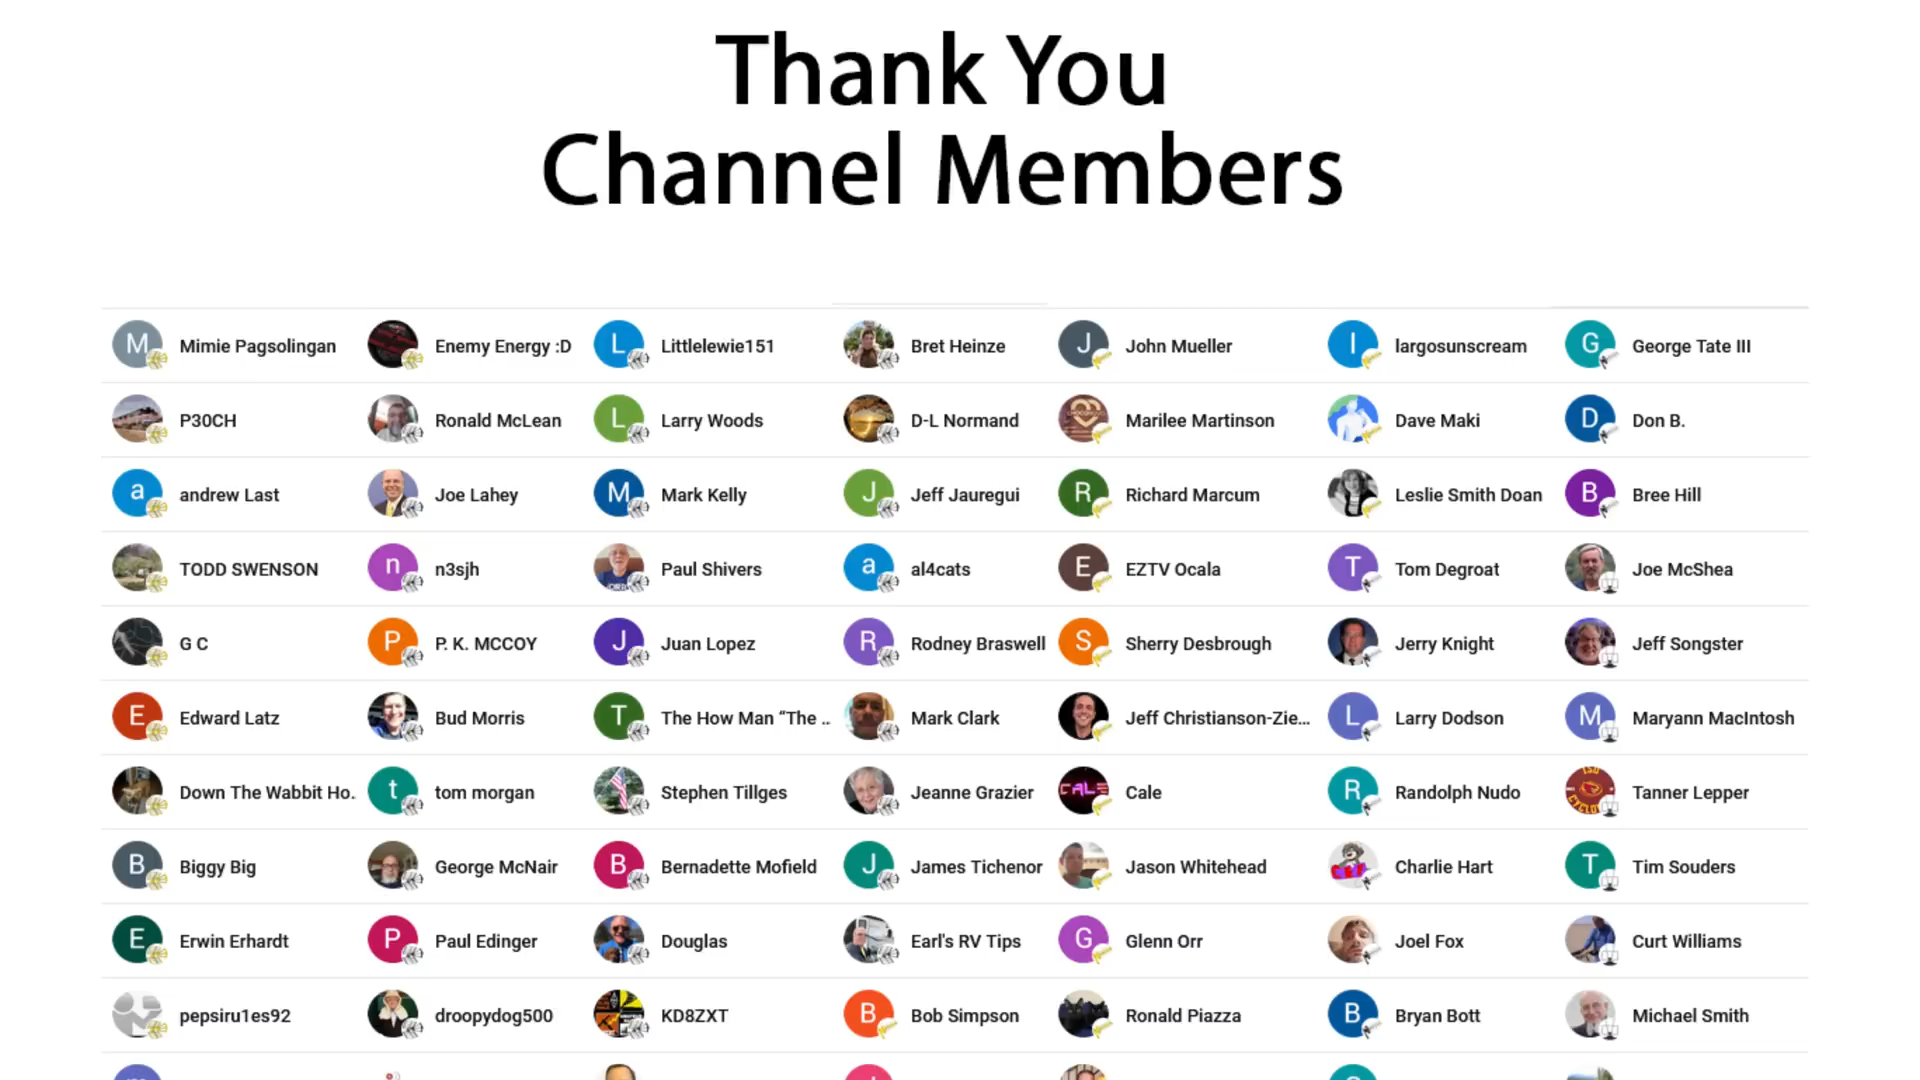 Thank You
Channel Members
M Mimie Pagsolingan Enemy Energy :D L Littlelewie151 Bret Heinze J John Mueller l largosunscream G George Tate III
P30CH Ronald McLean L Larry Woods D-L Normand Marilee Martinson Dave Maki D Don B.
a andrew Last Joe Lahey M Mark Kelly J Jeff Jauregui R Richard Marcum Leslie Smith Doan B Bree Hill
TODD SWENSON n n3sjh Paul Shivers a al4cats E EZTV Ocala T Tom Degroat Joe McShea
G C P P. K. MCCOY J Juan Lopez R Rodney Braswell S Sherry Desbrough Jerry Knight Jeff Songster
E Edward Latz Bud Morris T The How Man “The .. Mark Clark Jeff Christianson-Zie... L Larry Dodson M Maryann MacIntosh
Down The Wabbit Ho. t tom morgan Stephen Tillges Jeanne Grazier CALE Cale R Randolph Nudo Tanner Lepper
B Biggy Big George McNair B Bernadette Mofield J James Tichenor Jason Whitehead Charlie Hart T Tim Souders
E Erwin Erhardt P Paul Edinger Douglas Earl's RV Tips G Glenn Orr Joel Fox Curt Williams
pepsiru1es92 droopydog500 KD8ZXT B Bob Simpson Ronald Piazza B Bryan Bott Michael Smith